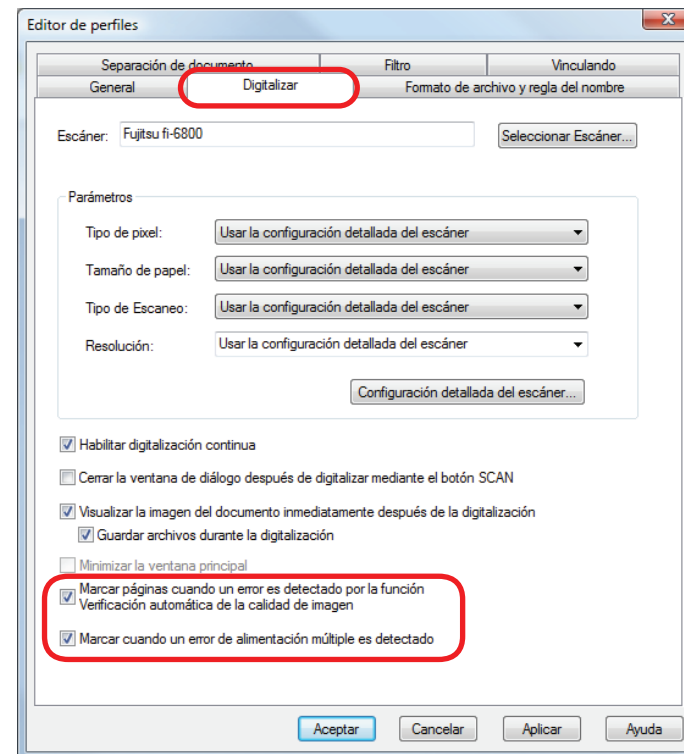 Editor de perfiles
Separación de documento Filtro Vinculando
General Digitalizar Formato de archivo y regla del nombre
Escáner: Fujitsu fi-6800 Seleccionar Escáner...
Parámetros
Tipo de pixel: Usar la configuración detallada del escáner
Tamaño de papel: Usar la configuración detallada del escáner
Tipo de Escaneo: Usar la configuración detallada del escáner
Resolución: Usar la configuración detallada del escáner
Configuración detallada del escáner...
Habilitar digitalización continua
Cerrar la ventana de diálogo después de digitalizar mediante el botón SCAN
Visualizar la imagen del documento inmediatamente después de la digitalización
Guardar archivos durante la digitalización
Minimizar la ventana principal
Marcar páginas cuando un error es detectado por la función
Verificación automática de la calidad de imagen
Marcar cuando un error de alimentación múltiple es detectado
Aceptar Cancelar Aplicar Ayuda